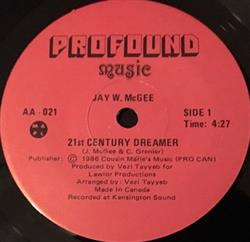 PROFOUND
music
JAY W. McGEE
AA - 021
SIDE 1
Time: 4:27
21st CENTURY DREAMER
(J. McGee & C. Grenier)
Publisher: Ⓒ 1986 Cousin Marie's Music (PRO CAN)
Produced by Vezi Tayyeb for
Lawlor Productions
Arranged by: Vezi Tayyeb
Made In Canada
Recorded at Kensington Sound